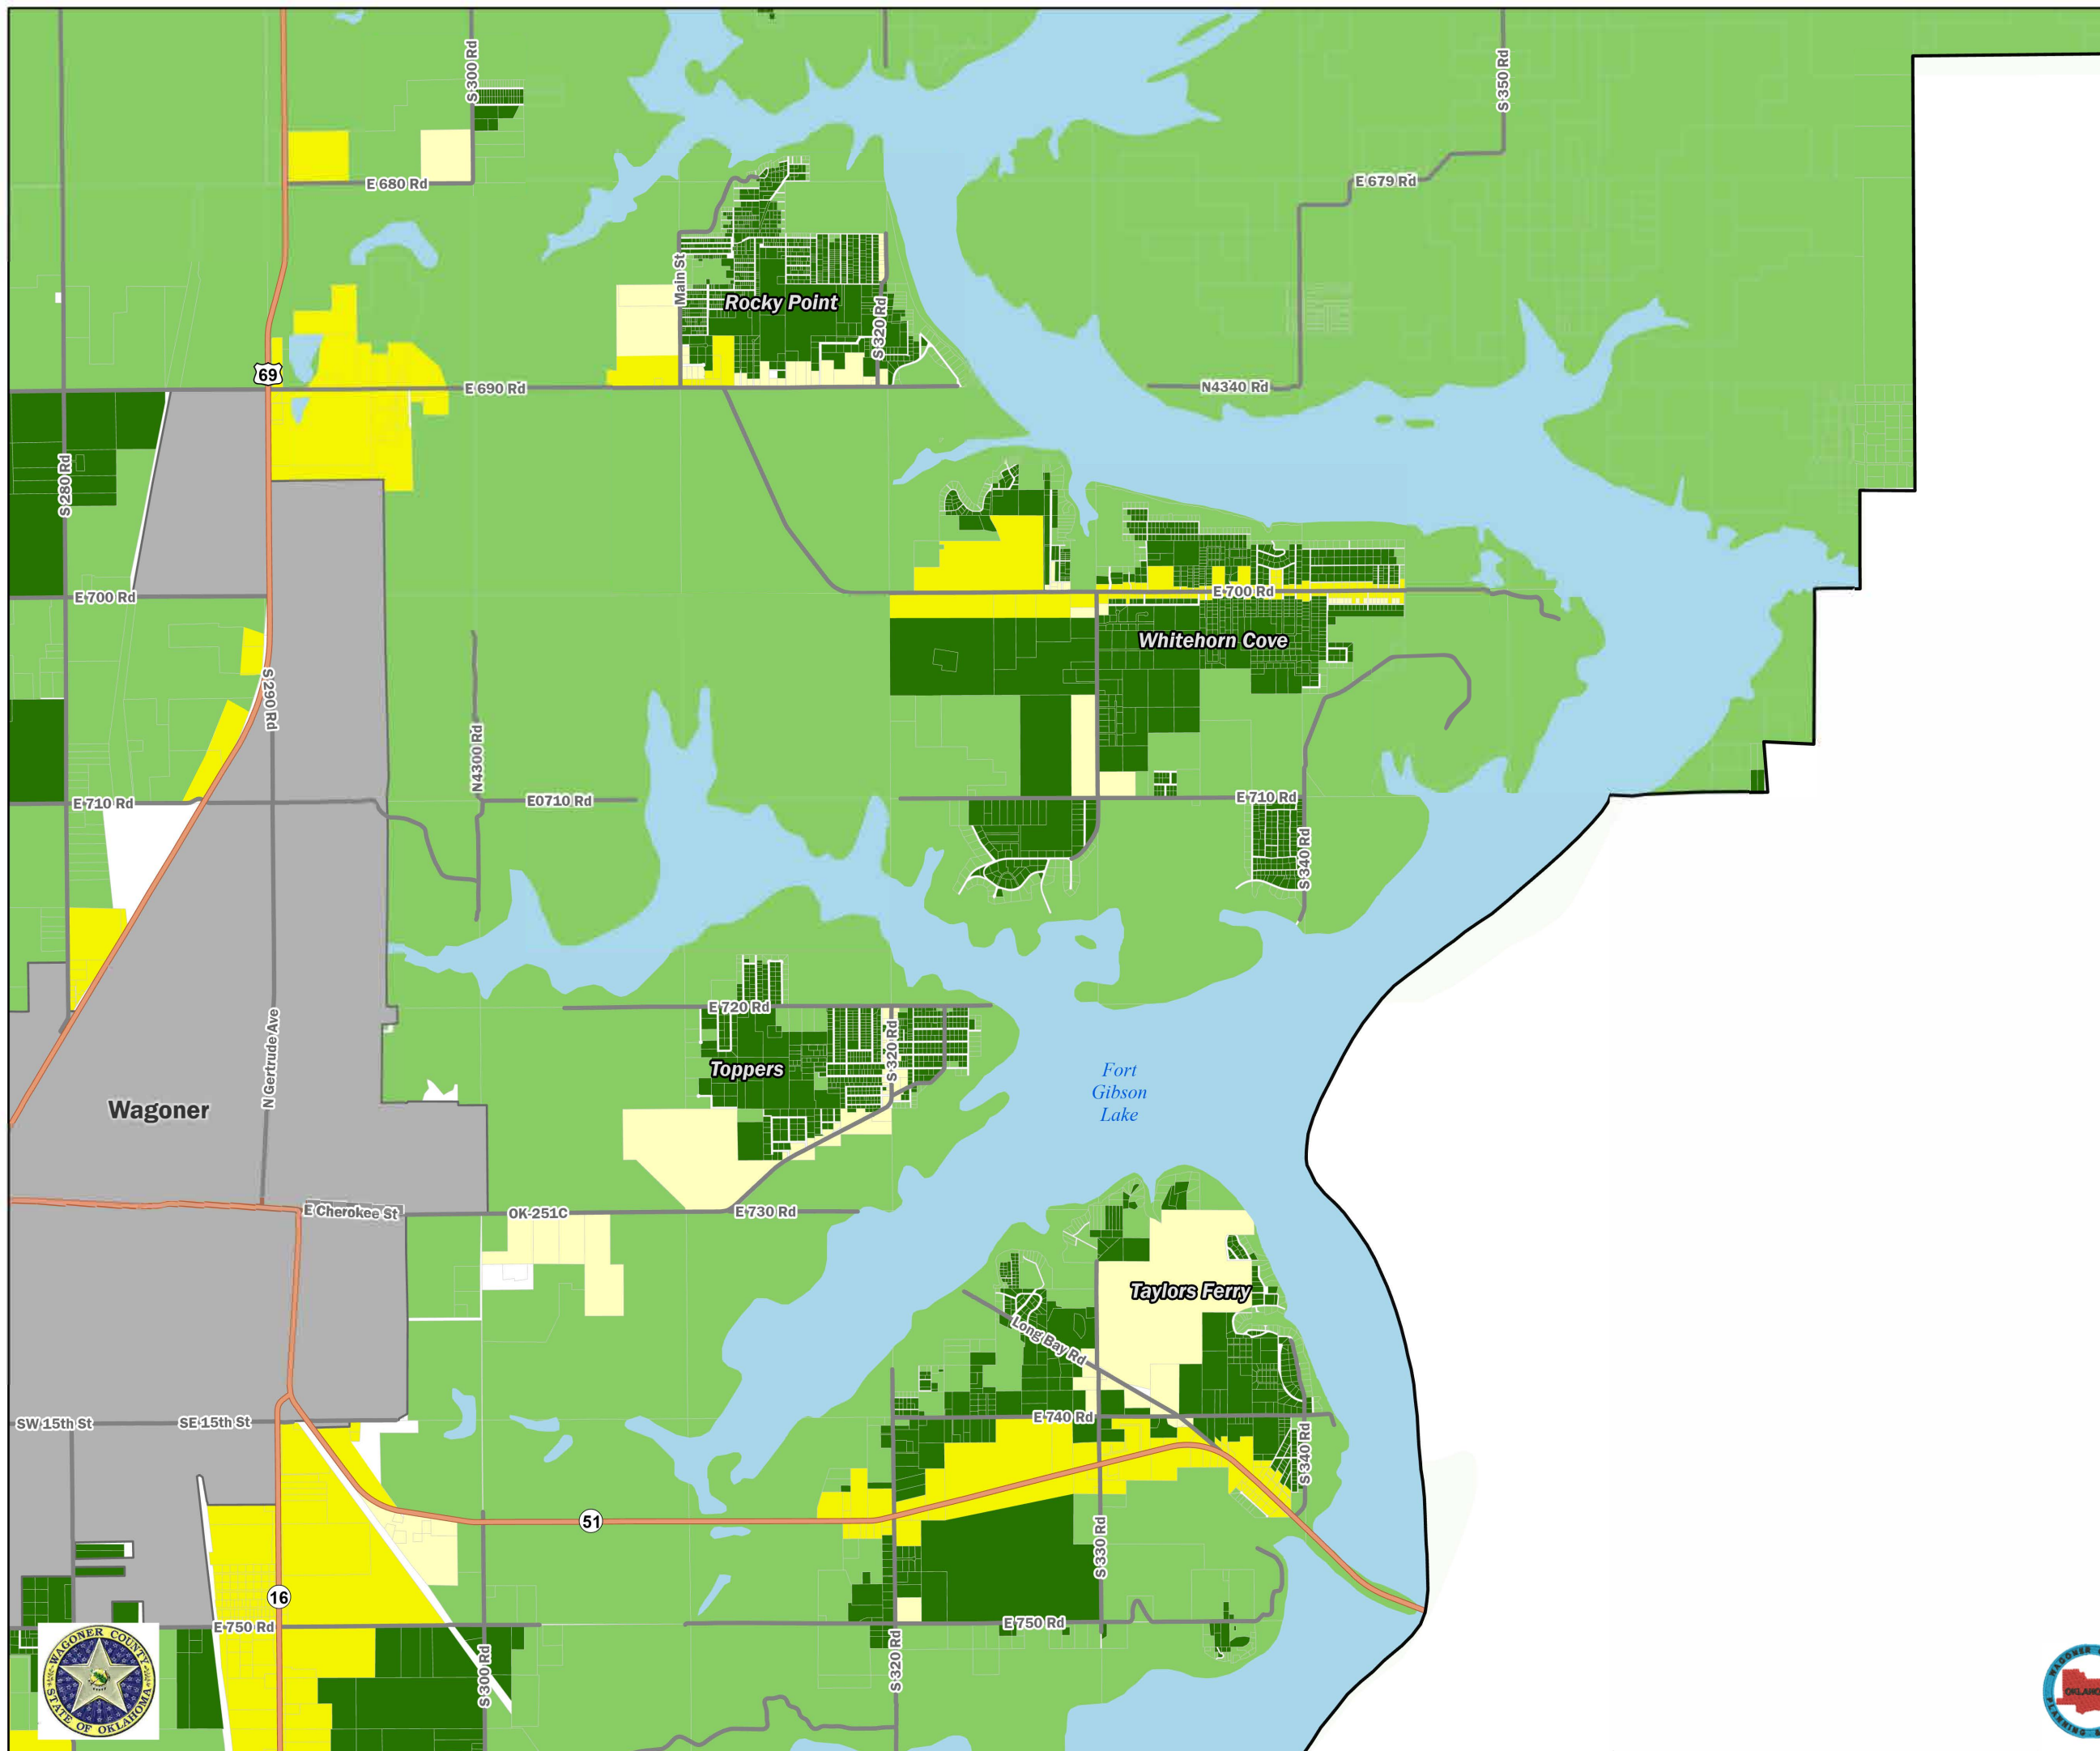 S 300 Rd
S 350 Rd
E 680 Rd
E 679 Rd
Main St
Rocky Point
S 320 Rd
69
E 690 Rd
N4340 Rd
S 280 Rd
E 700 Rd
E 700 Rd
Whitehorn Cove
S 290 Rd
N4300 Rd
E 710 Rd
E0710 Rd
E 710 Rd
S 340 Rd
E 720 Rd
S 320 Rd
Toppers
N Gertrude Ave
Fort
Gibson
Lake
Wagoner
E Cherokee St
OK-251C
E 730 Rd
Taylors Ferry
Long Bay Rd
SW 15th St
SE 15th St
E 740 Rd
S 340 Rd
51
S 330 Rd
16
E 750 Rd
E 750 Rd
S 300 Rd
S 320 Rd
WAGONER COUNTY
STATE OF OKLAHOMA
WAGONER
OKLAHO
PLANNING &